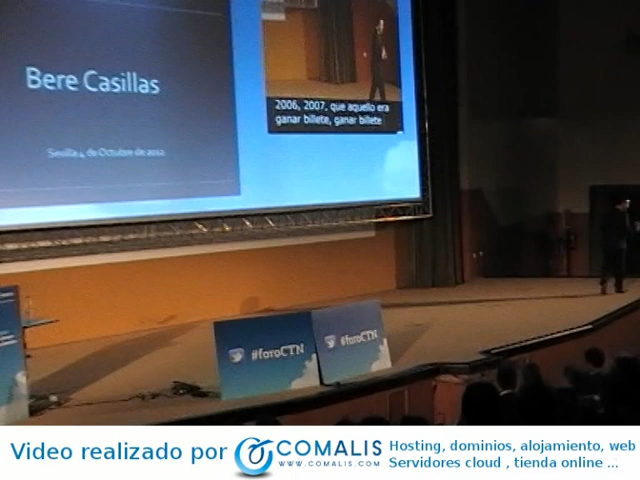 Bere Casillas
Sevilla 4 de Octubre de 2012
2006, 2007, que aquello era
ganar billete, ganar billete
#foroCTN
#foroCTN
Video realizado por
COMALIS
WWW.COMALIS.COM
Hosting, dominios, alojamiento, web
Servidores cloud , tienda online ...